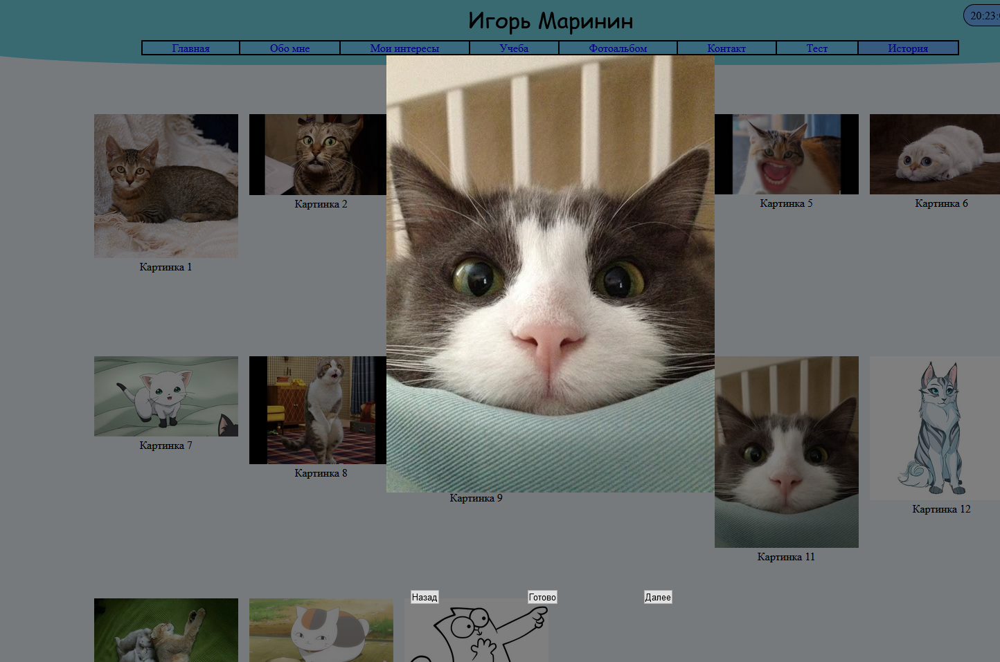 Игорь Маринин
20:23:
Главная
Обо мне
Мои интересы
Учеба
Фотоальбом
Контакт
Тест
История
Картинка 1
Картинка 2
Картинка 5
Картинка 6
Картинка 7
Картинка 8
Картинка 9
Картинка 11
Картинка 12
Назад
Готово
Далее